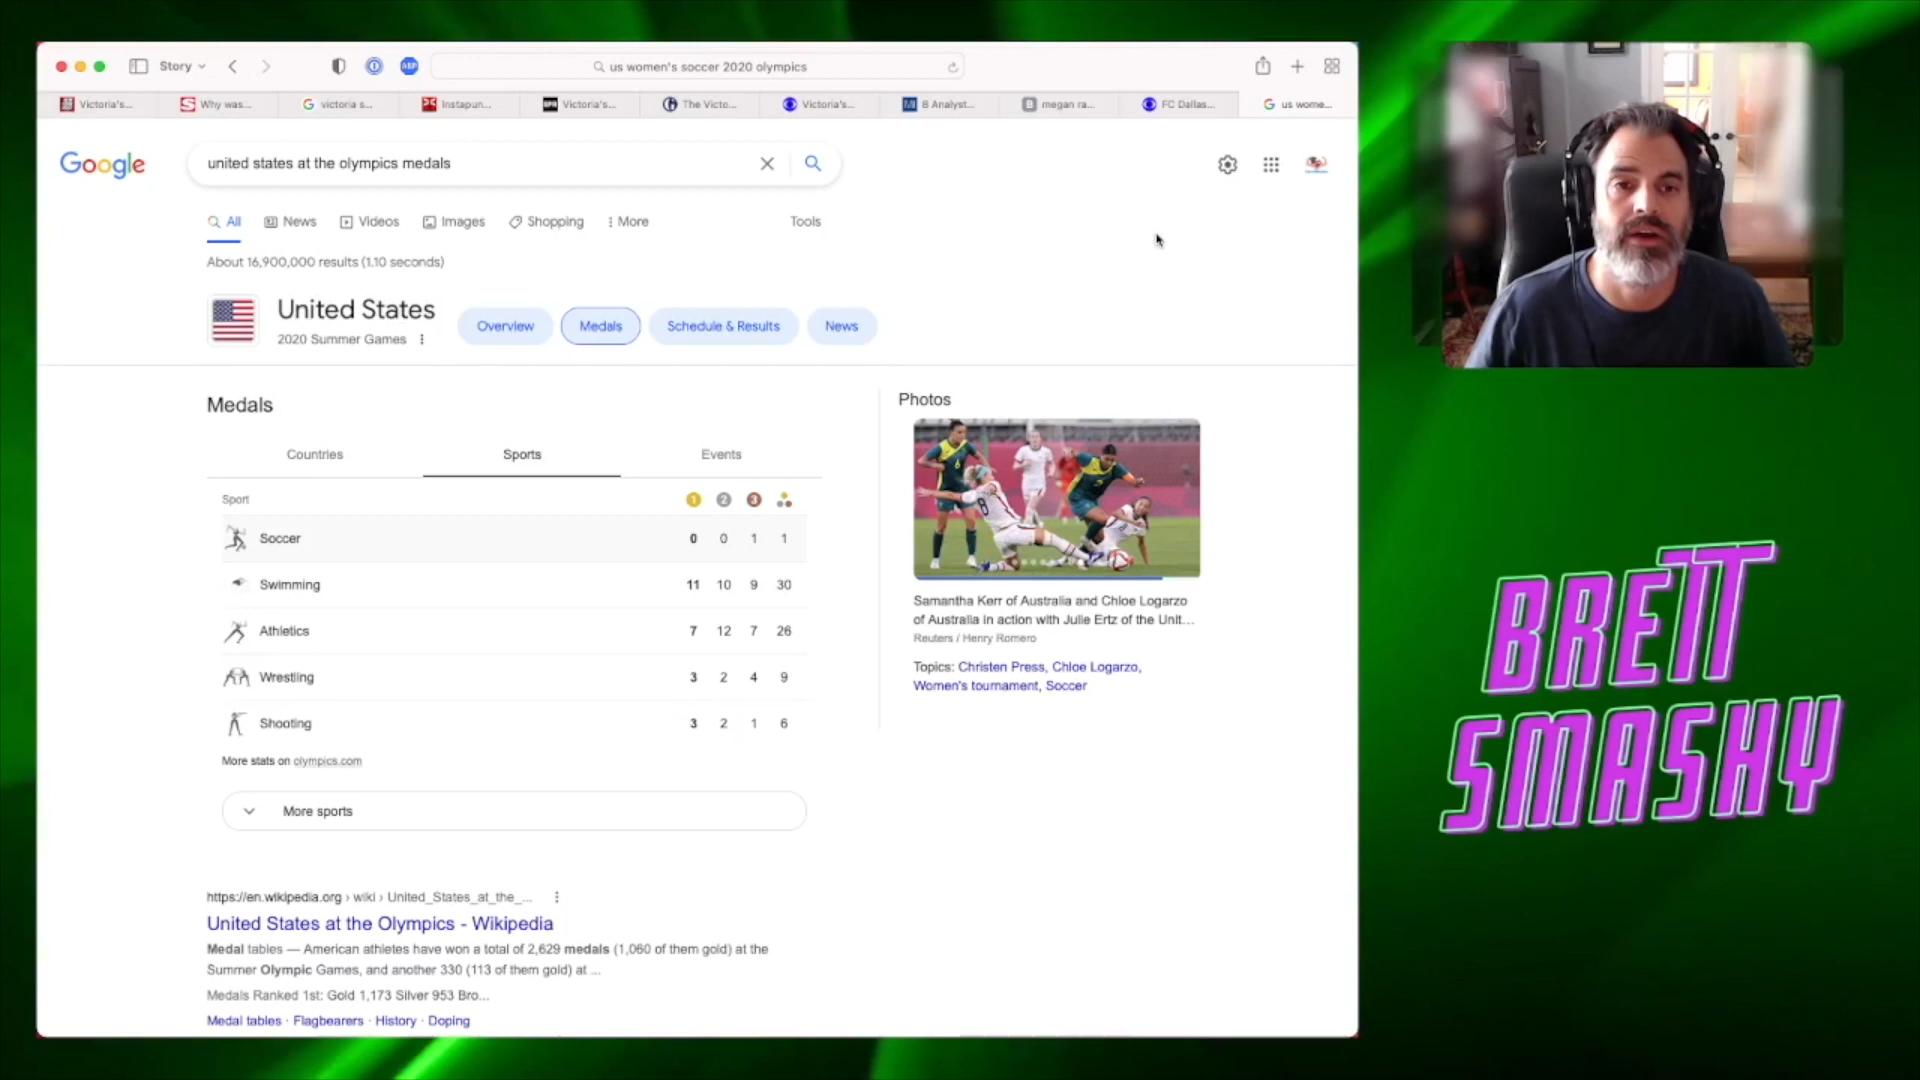 Story
us women's soccer 2020 olympics
Victoria's...
Why was...
victoria s...
Instapun...
Victoria's...
The Victo...
Victoria's...
8 Analyst...
megan ra...
FC Dallas...
us wome...
Google
united states at the olympics medals
All
News
Videos
Images
Shopping
More
Tools
About 16,900,000 results (1.10 seconds)
United States
2020 Summer Games
Overview
Medals
Schedule & Results
News
Medals
Countries
Sports
Events
Sport 1 2 3
Soccer 0 0 1 1
Swimming 11 10 9 30
Athletics 7 12 7 26
Wrestling 3 2 4 9
Shooting 3 2 1 6
More stats on olympics.com
More sports
Photos
Samantha Kerr of Australia and Chloe Logarzo
of Australia in action with Julie Ertz of the Unit...
Reuters / Henry Romero
Topics: Christen Press, Chloe Logarzo,
Women's tournament, Soccer
https://en.wikipedia.org › wiki › United_States_at_the_...
United States at the Olympics - Wikipedia
Medal tables — American athletes have won a total of 2,629 medals (1,060 of them gold) at the
Summer Olympic Games, and another 330 (113 of them gold) at ...
Medals Ranked 1st: Gold 1,173 Silver 953 Bro...
Medal tables · Flagbearers · History · Doping
BRETT
SMASHY